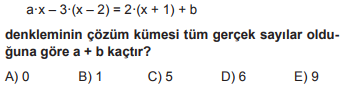 a·x – 3·(x – 2) = 2·(x + 1) + b
denkleminin çözüm kümesi tüm gerçek sayılar oldu-
ğuna göre a + b kaçtır?
A) 0 B) 1 C) 5 D) 6 E) 9